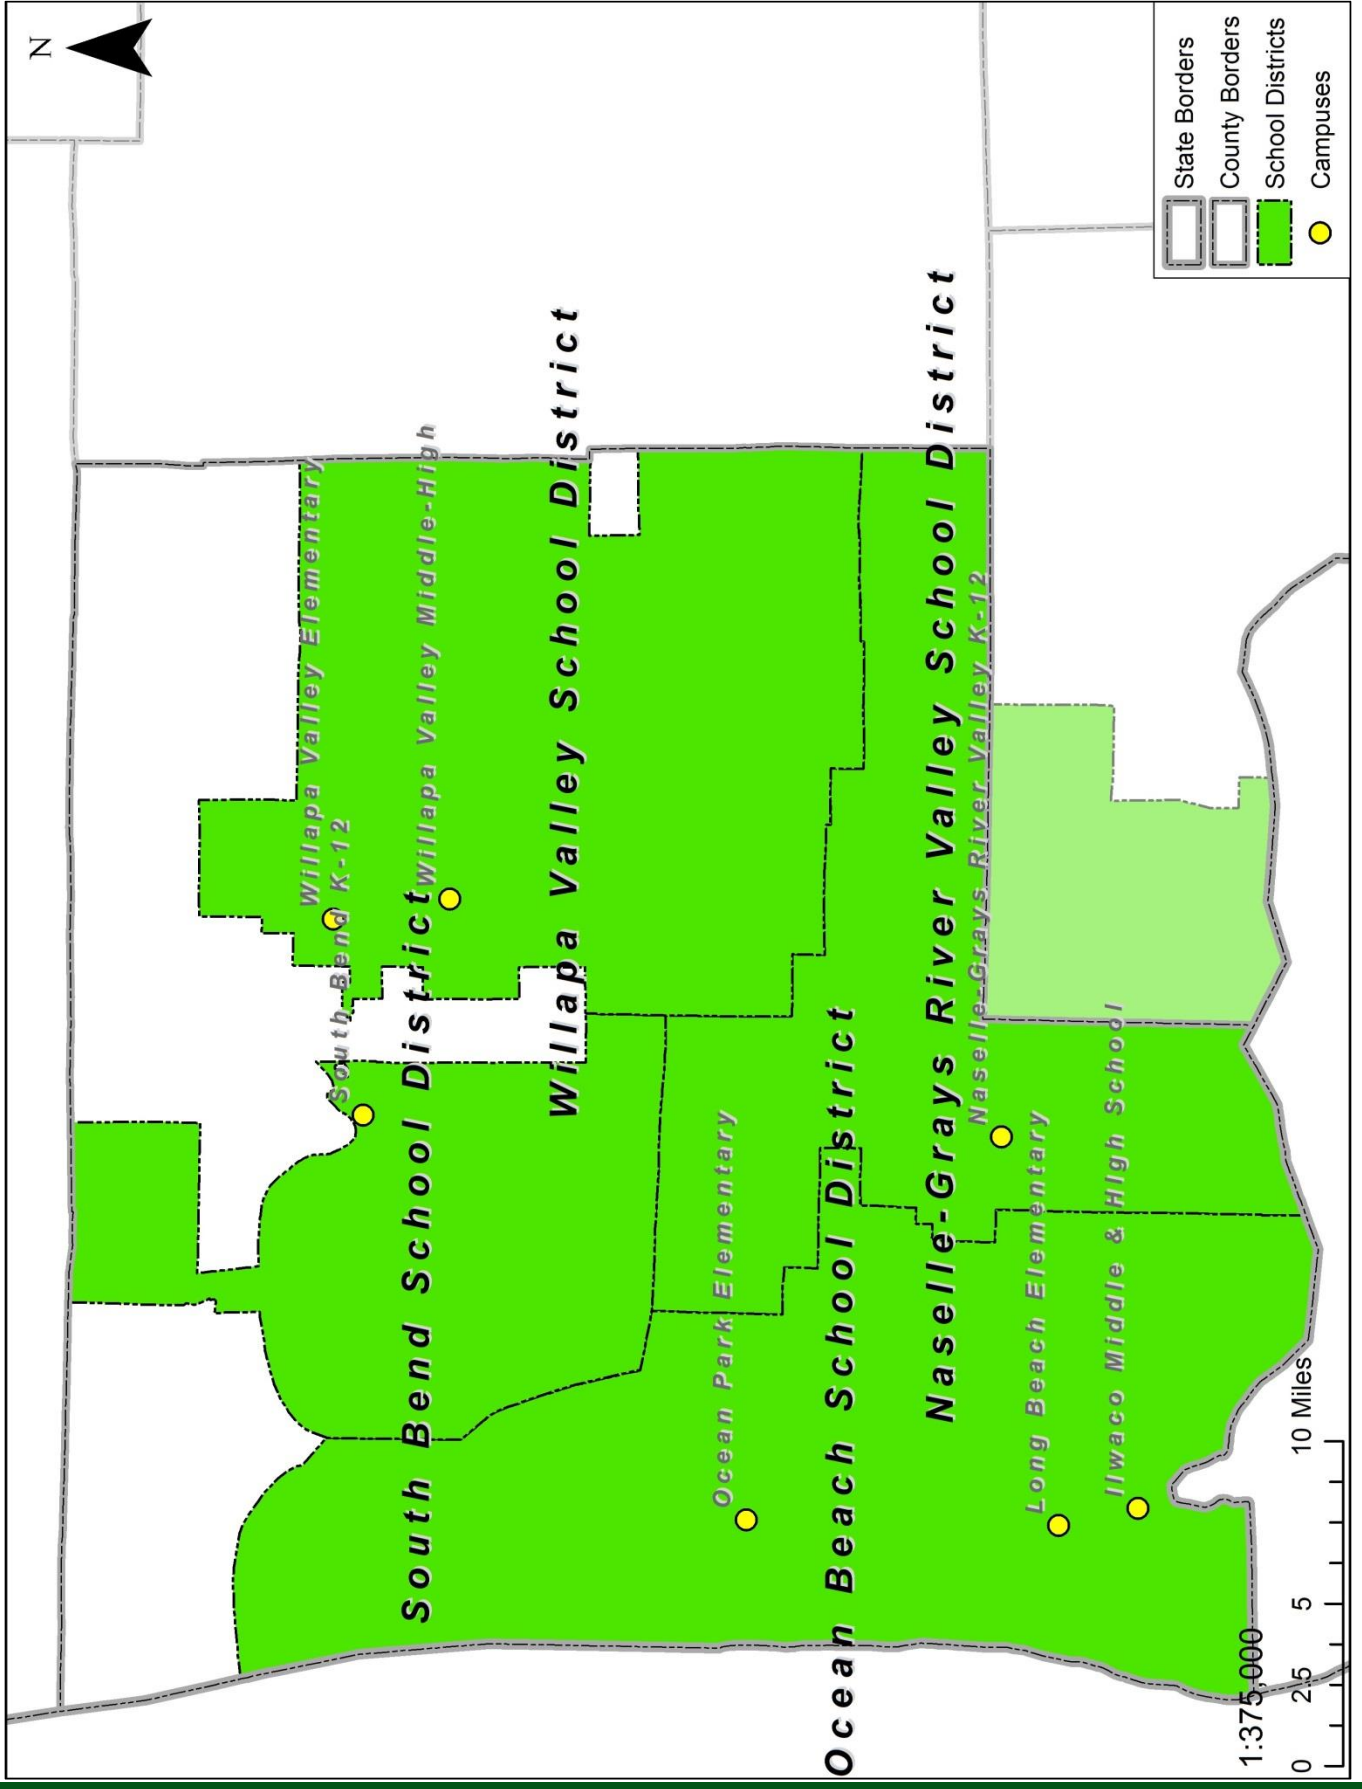 N
Willapa Valley Elementary
South Bend K-12
Willapa Valley Middle-High
South Bend School District
Willapa Valley School District
Ocean Park Elementary
Ocean Beach School District
Naselle-Grays River Valley School District
Naselle-Grays River Valley K-12
Long Beach Elementary
Ilwaco Middle & HIgh School
State Borders
County Borders
School Districts
Campuses
1:375,000
0 2.5 5 10 Miles